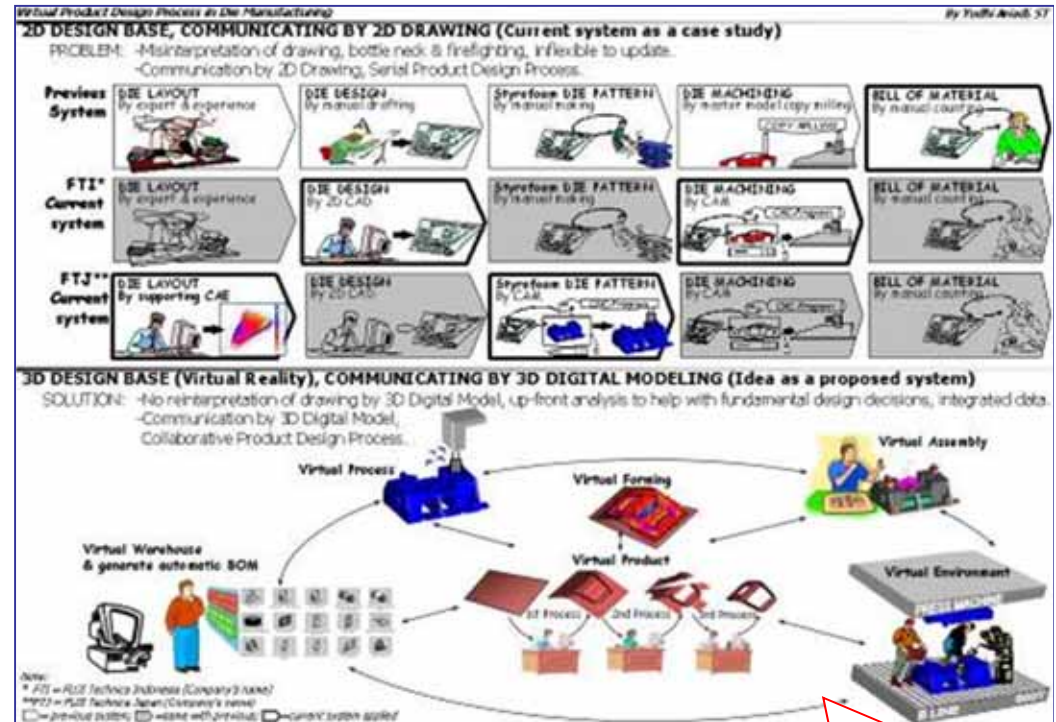 Virtual Product Design Process in Die Manufacturing
By Yudhi Ariadi, ST
2D DESIGN BASE, COMMUNICATING BY 2D DRAWING (Current system as a case study)
PROBLEM: -Misinterpretation of drawing, bottle neck & firefighting, inflexible to update.
-Communication by 2D Drawing, Serial Product Design Process.
Previous System
DIE LAYOUT
By expert & experience
DIE DESIGN
By manual drafting
Styrofoam DIE PATTERN
By manual making
DIE MACHINING
By master model copy milling
COPY MILLING
BILL OF MATERIAL
By manual counting
FTI* Current system
DIE LAYOUT
By expert & experience
DIE DESIGN
By 2D CAD
Styrofoam DIE PATTERN
By manual making
DIE MACHINING
By CAM
CNC Program
BILL OF MATERIAL
By manual counting
FTJ** Current system
DIE LAYOUT
By supporting CAE
DIE DESIGN
By 2D CAD
Styrofoam DIE PATTERN
By CAM
CNC Program
DIE MACHINING
By CAM
CNC Program
BILL OF MATERIAL
By manual counting
3D DESIGN BASE (Virtual Reality), COMMUNICATING BY 3D DIGITAL MODELING (Idea as a proposed system)
SOLUTION: -No reinterpretation of drawing by 3D Digital Model, up-front analysis to help with fundamental design decisions, integrated data.
-Communication by 3D Digital Model,
Collaborative Product Design Process.
Virtual Process
Virtual Forming
Virtual Assembly
Virtual Warehouse
& generate automatic BOM
Virtual Product
Virtual Environment
1st Process
2nd Process
3rd Process
Note:
* FTI = FUJI Technica Indonesia (Company's name)
**FTJ = FUJI Technica Japan (Company's name)
= previous system; = same with previous; = current system applied